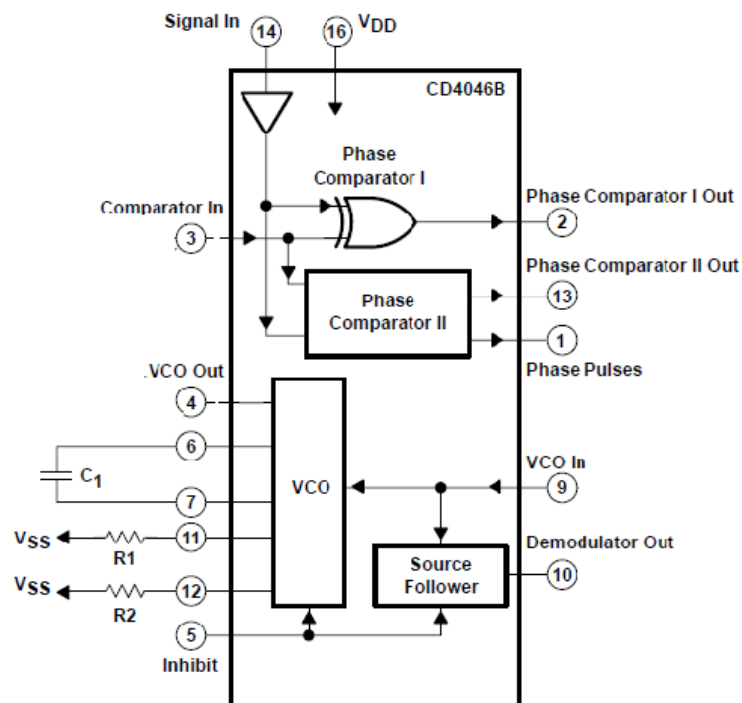 Signal In
14
16
VDD
CD4046B
Phase
Comparator I
Comparator In
3
Phase Comparator I Out
2
Phase Comparator II Out
13
Phase
Comparator II
1
Phase Pulses
.VCO Out
4
6
C1
7
VCO
VCO In
9
VSS
R1
11
Demodulator Out
Source
Follower
10
VSS
R2
12
5
Inhibit